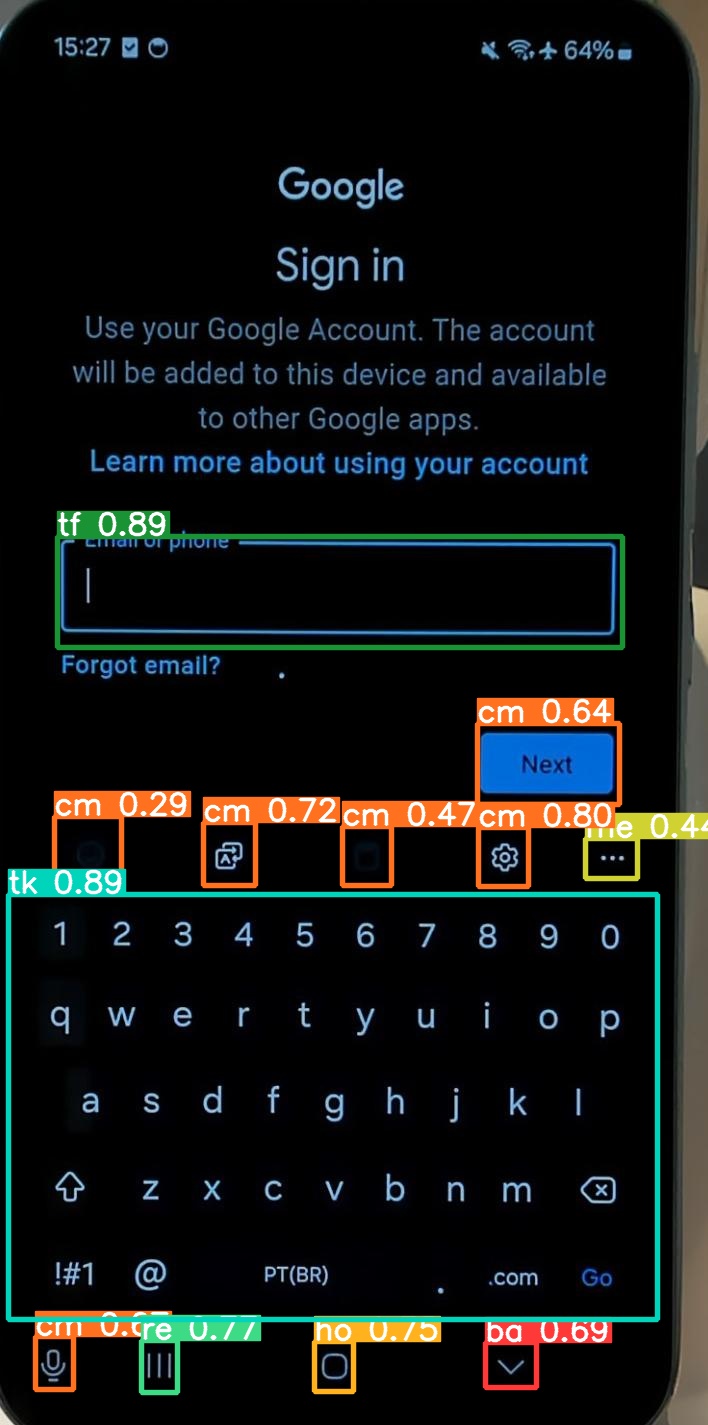 15:27
64%
Google
Sign in
Use your Google Account. The account
will be added to this device and available
to other Google apps.
Learn more about using your account
tf 0.89
Email or phone
Forgot email?
cm 0.64
Next
cm 0.29 cm 0.72 cm 0.47 cm 0.80 me 0.44
tk 0.89
1 2 3 4 5 6 7 8 9 0
q w e r t y u i o p
a s d f g h j k l
z x c v b n m
!#1 @ PT(BR) . .com Go
re 0.77 ho 0.75 ba 0.69